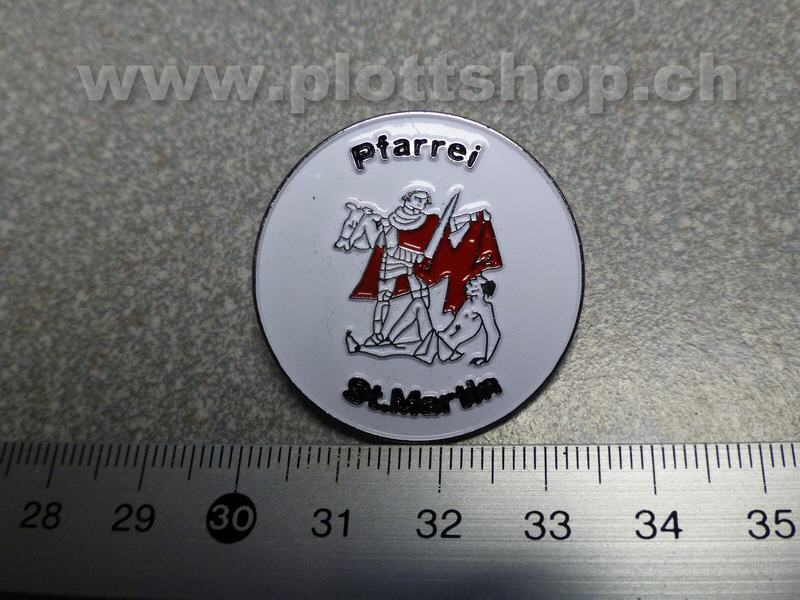 www.plottshop.ch
Pfarrei
St.Martin
28 29 30 31 32 33 34 35